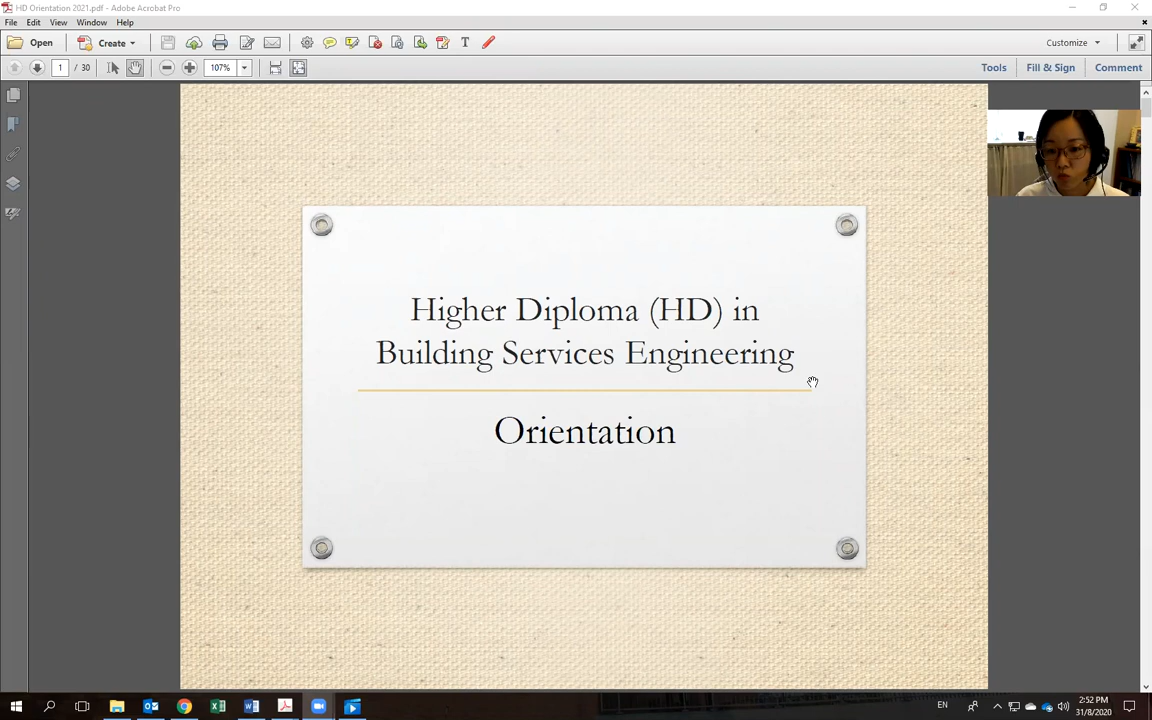 HD Orientation 2021.pdf - Adobe Acrobat Pro
File Edit View Window Help
Open Create Customize
1 / 30 107% Tools Fill & Sign Comment
Higher Diploma (HD) in
Building Services Engineering
Orientation
EN 2:52 PM
31/8/2020